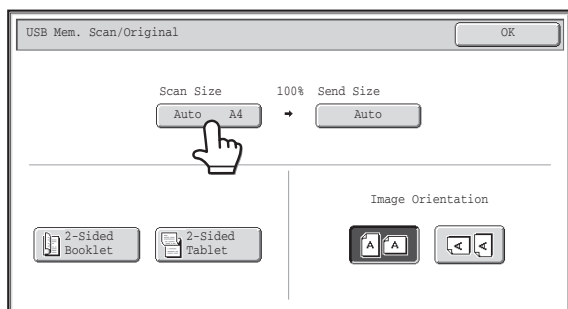 USB Mem. Scan/Original
OK
Scan Size 100% Send Size
Auto A4 Auto
Image Orientation
2-Sided Booklet
2-Sided Tablet
A A A A